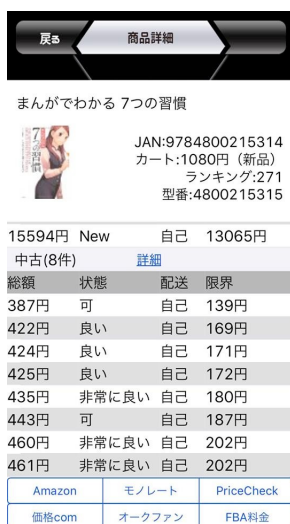 戻る 商品詳細
まんがでわかる 7つの習慣
7つの習慣
JAN:9784800215314
カート:1080円（新品）
ランキング:271
型番:4800215315
15594円 New 自己 13065円
中古(8件) 詳細
総額 状態 配送 限界
387円 可 自己 139円
422円 良い 自己 169円
424円 良い 自己 171円
425円 良い 自己 172円
435円 非常に良い 自己 180円
443円 可 自己 187円
460円 非常に良い 自己 202円
461円 非常に良い 自己 202円
Amazon モノレート PriceCheck
価格com オークファン FBA料金